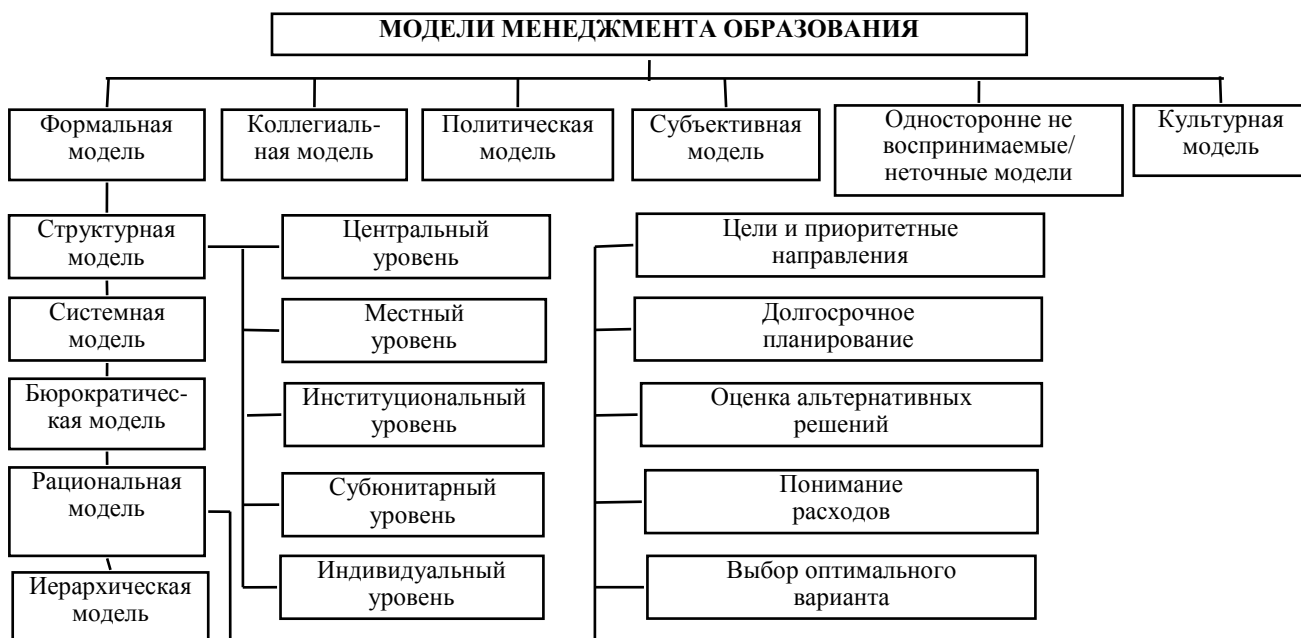 МОДЕЛИ МЕНЕДЖМЕНТА ОБРАЗОВАНИЯ
Формальная
модель
Коллегиаль-
ная модель
Политическая
модель
Субъективная
модель
Односторонне не
воспринимаемые/
неточные модели
Культурная
модель
Структурная
модель
Системная
модель
Бюрократичес-
кая модель
Рациональная
модель
Иерархическая
модель
Центральный
уровень
Местный
уровень
Институциональный
уровень
Субюнитарный
уровень
Индивидуальный
уровень
Цели и приоритетные
направления
Долгосрочное
планирование
Оценка альтернативных
решений
Понимание
расходов
Выбор оптимального
варианта